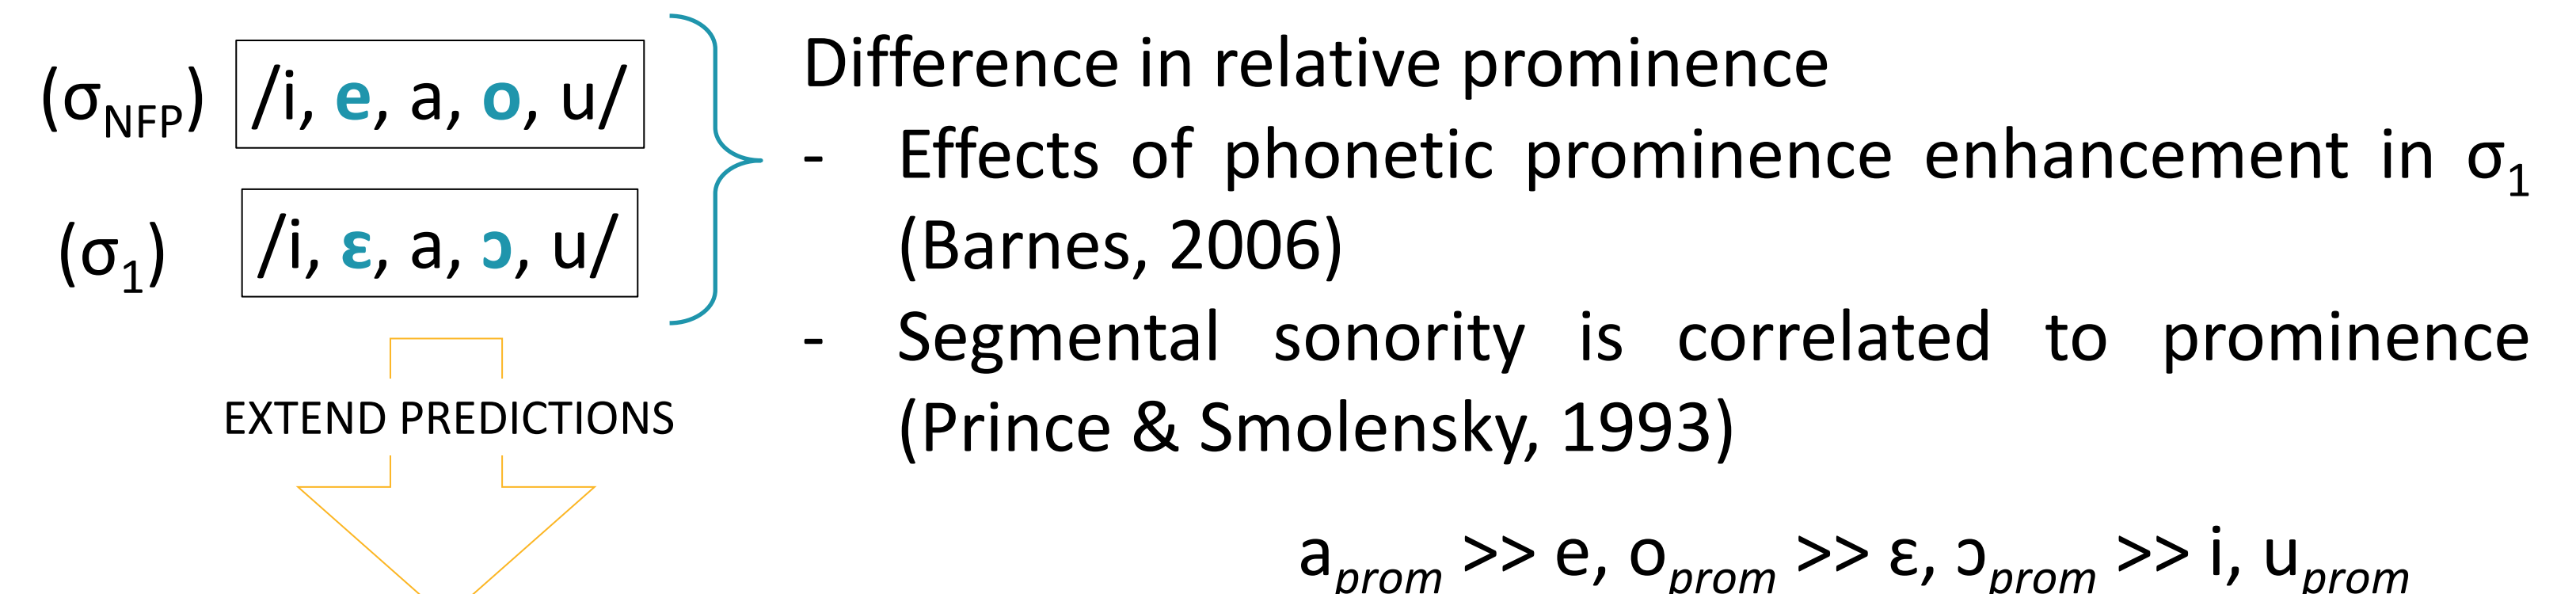 (σNFP) /i, e, a, o, u/
(σ1) /i, ɛ, a, ɔ, u/
EXTEND PREDICTIONS
Difference in relative prominence
- Effects of phonetic prominence enhancement in σ1
(Barnes, 2006)
- Segmental sonority is correlated to prominence
(Prince & Smolensky, 1993)
aprom >> e, oprom >> ɛ, ɔprom >> i, uprom